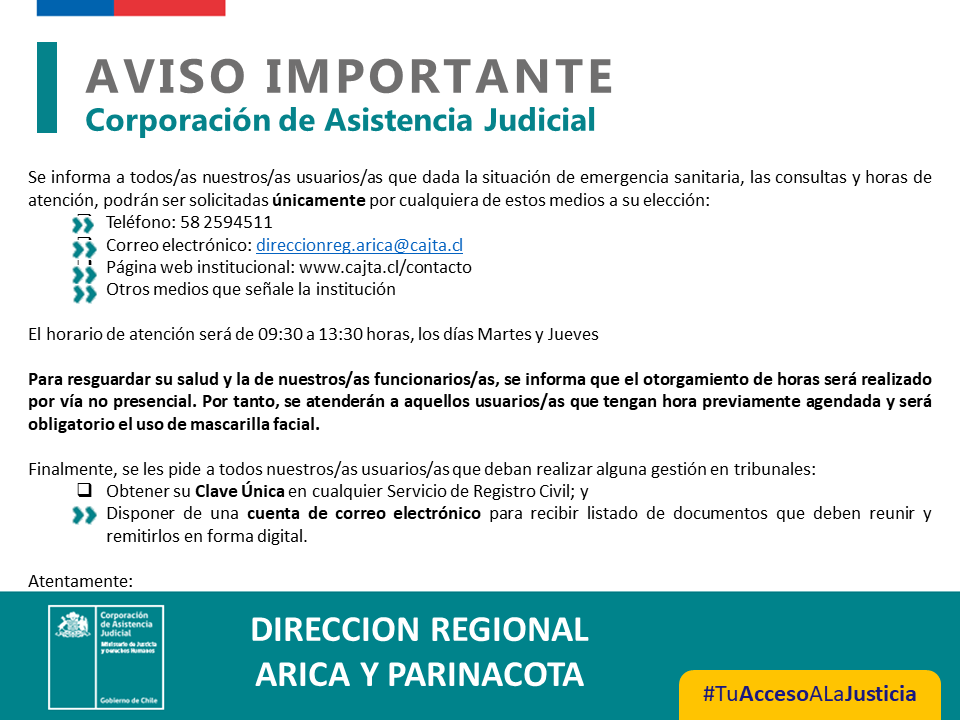 AVISO IMPORTANTE
Corporación de Asistencia Judicial
Se informa a todos/as nuestros/as usuarios/as que dada la situación de emergencia sanitaria, las consultas y horas de
atención, podrán ser solicitadas únicamente por cualquiera de estos medios a su elección:
Teléfono: 58 2594511
Correo electrónico: direccionreg.arica@cajta.cl
Página web institucional: www.cajta.cl/contacto
Otros medios que señale la institución
El horario de atención será de 09:30 a 13:30 horas, los días Martes y Jueves
Para resguardar su salud y la de nuestros/as funcionarios/as, se informa que el otorgamiento de horas será realizado
por vía no presencial. Por tanto, se atenderán a aquellos usuarios/as que tengan hora previamente agendada y será
obligatorio el uso de mascarilla facial.
Finalmente, se les pide a todos nuestros/as usuarios/as que deban realizar alguna gestión en tribunales:
Obtener su Clave Única en cualquier Servicio de Registro Civil; y
Disponer de una cuenta de correo electrónico para recibir listado de documentos que deben reunir y
remitirlos en forma digital.
Atentamente:
Corporación
de Asistencia
Judicial
Ministerio de Justicia
y Derechos Humanos
Gobierno de Chile
DIRECCION REGIONAL
ARICA Y PARINACOTA
#TuAccesoALaJusticia